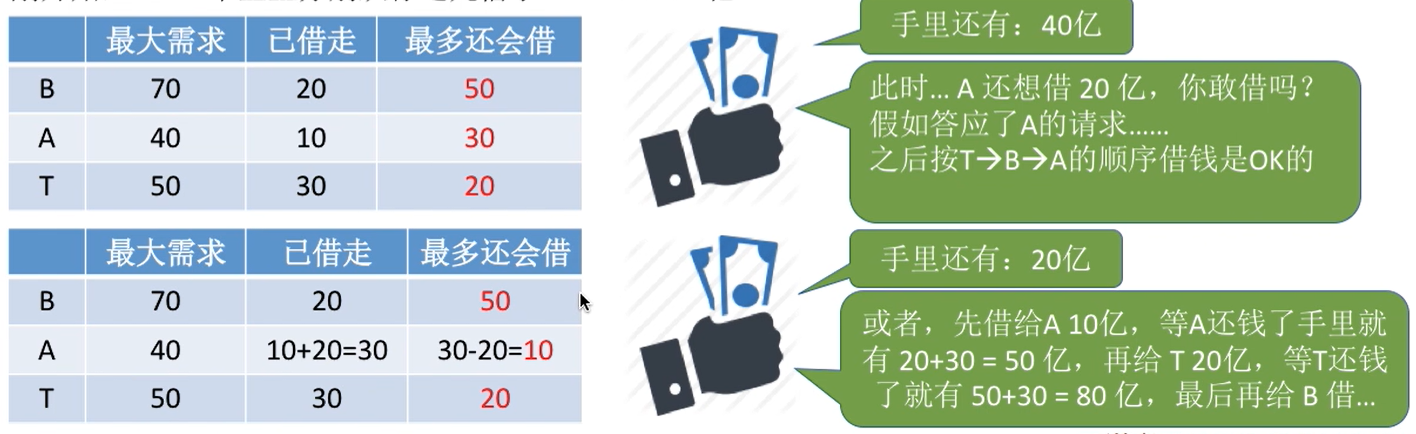 最大需求 已借走 最多还会借
B 70 20 50
A 40 10 30
T 50 30 20
手里还有：40亿
此时... A 还想借 20 亿，你敢借吗？
假如答应了A的请求......
之后按T→B→A的顺序借钱是OK的
最大需求 已借走 最多还会借
B 70 20 50
A 40 10+20=30 30-20=10
T 50 30 20
手里还有：20亿
或者，先借给A 10亿，等A还钱了手里就
有 20+30 = 50 亿，再给 T 20亿，等T还钱
了就有 50+30 = 80 亿，最后再给 B 借...